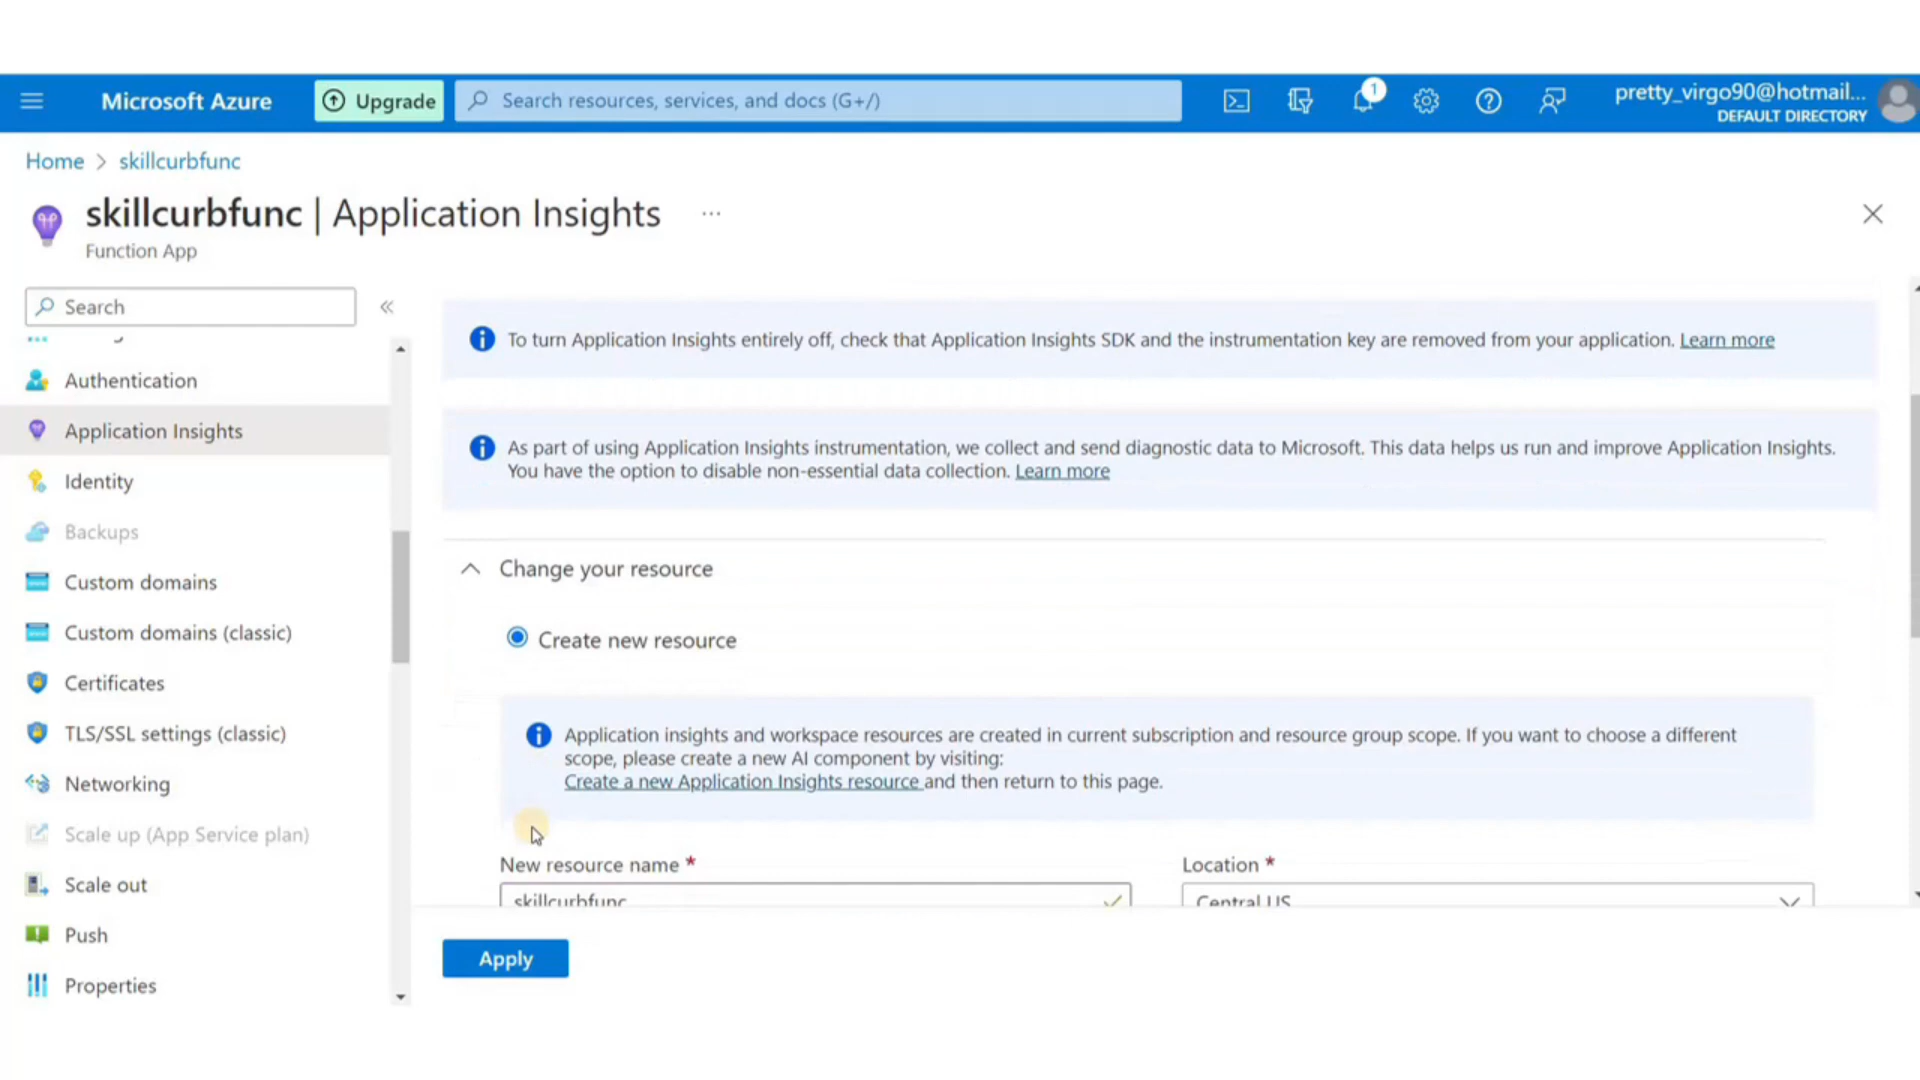 Microsoft Azure
Upgrade
Search resources, services, and docs (G+/)
1
pretty_virgo90@hotmail...
DEFAULT DIRECTORY
Home > skillcurbfunc
skillcurbfunc | Application Insights ...
Function App
Search
«
To turn Application Insights entirely off, check that Application Insights SDK and the instrumentation key are removed from your application. Learn more
Authentication
Application Insights
As part of using Application Insights instrumentation, we collect and send diagnostic data to Microsoft. This data helps us run and improve Application Insights.
You have the option to disable non-essential data collection. Learn more
Identity
Backups
Custom domains
Custom domains (classic)
Certificates
TLS/SSL settings (classic)
Networking
Scale up (App Service plan)
Scale out
Push
Properties
Change your resource
Create new resource
Application insights and workspace resources are created in current subscription and resource group scope. If you want to choose a different
scope, please create a new AI component by visiting:
Create a new Application Insights resource and then return to this page.
New resource name *
skillcurbfunc
Location *
Central US
Apply